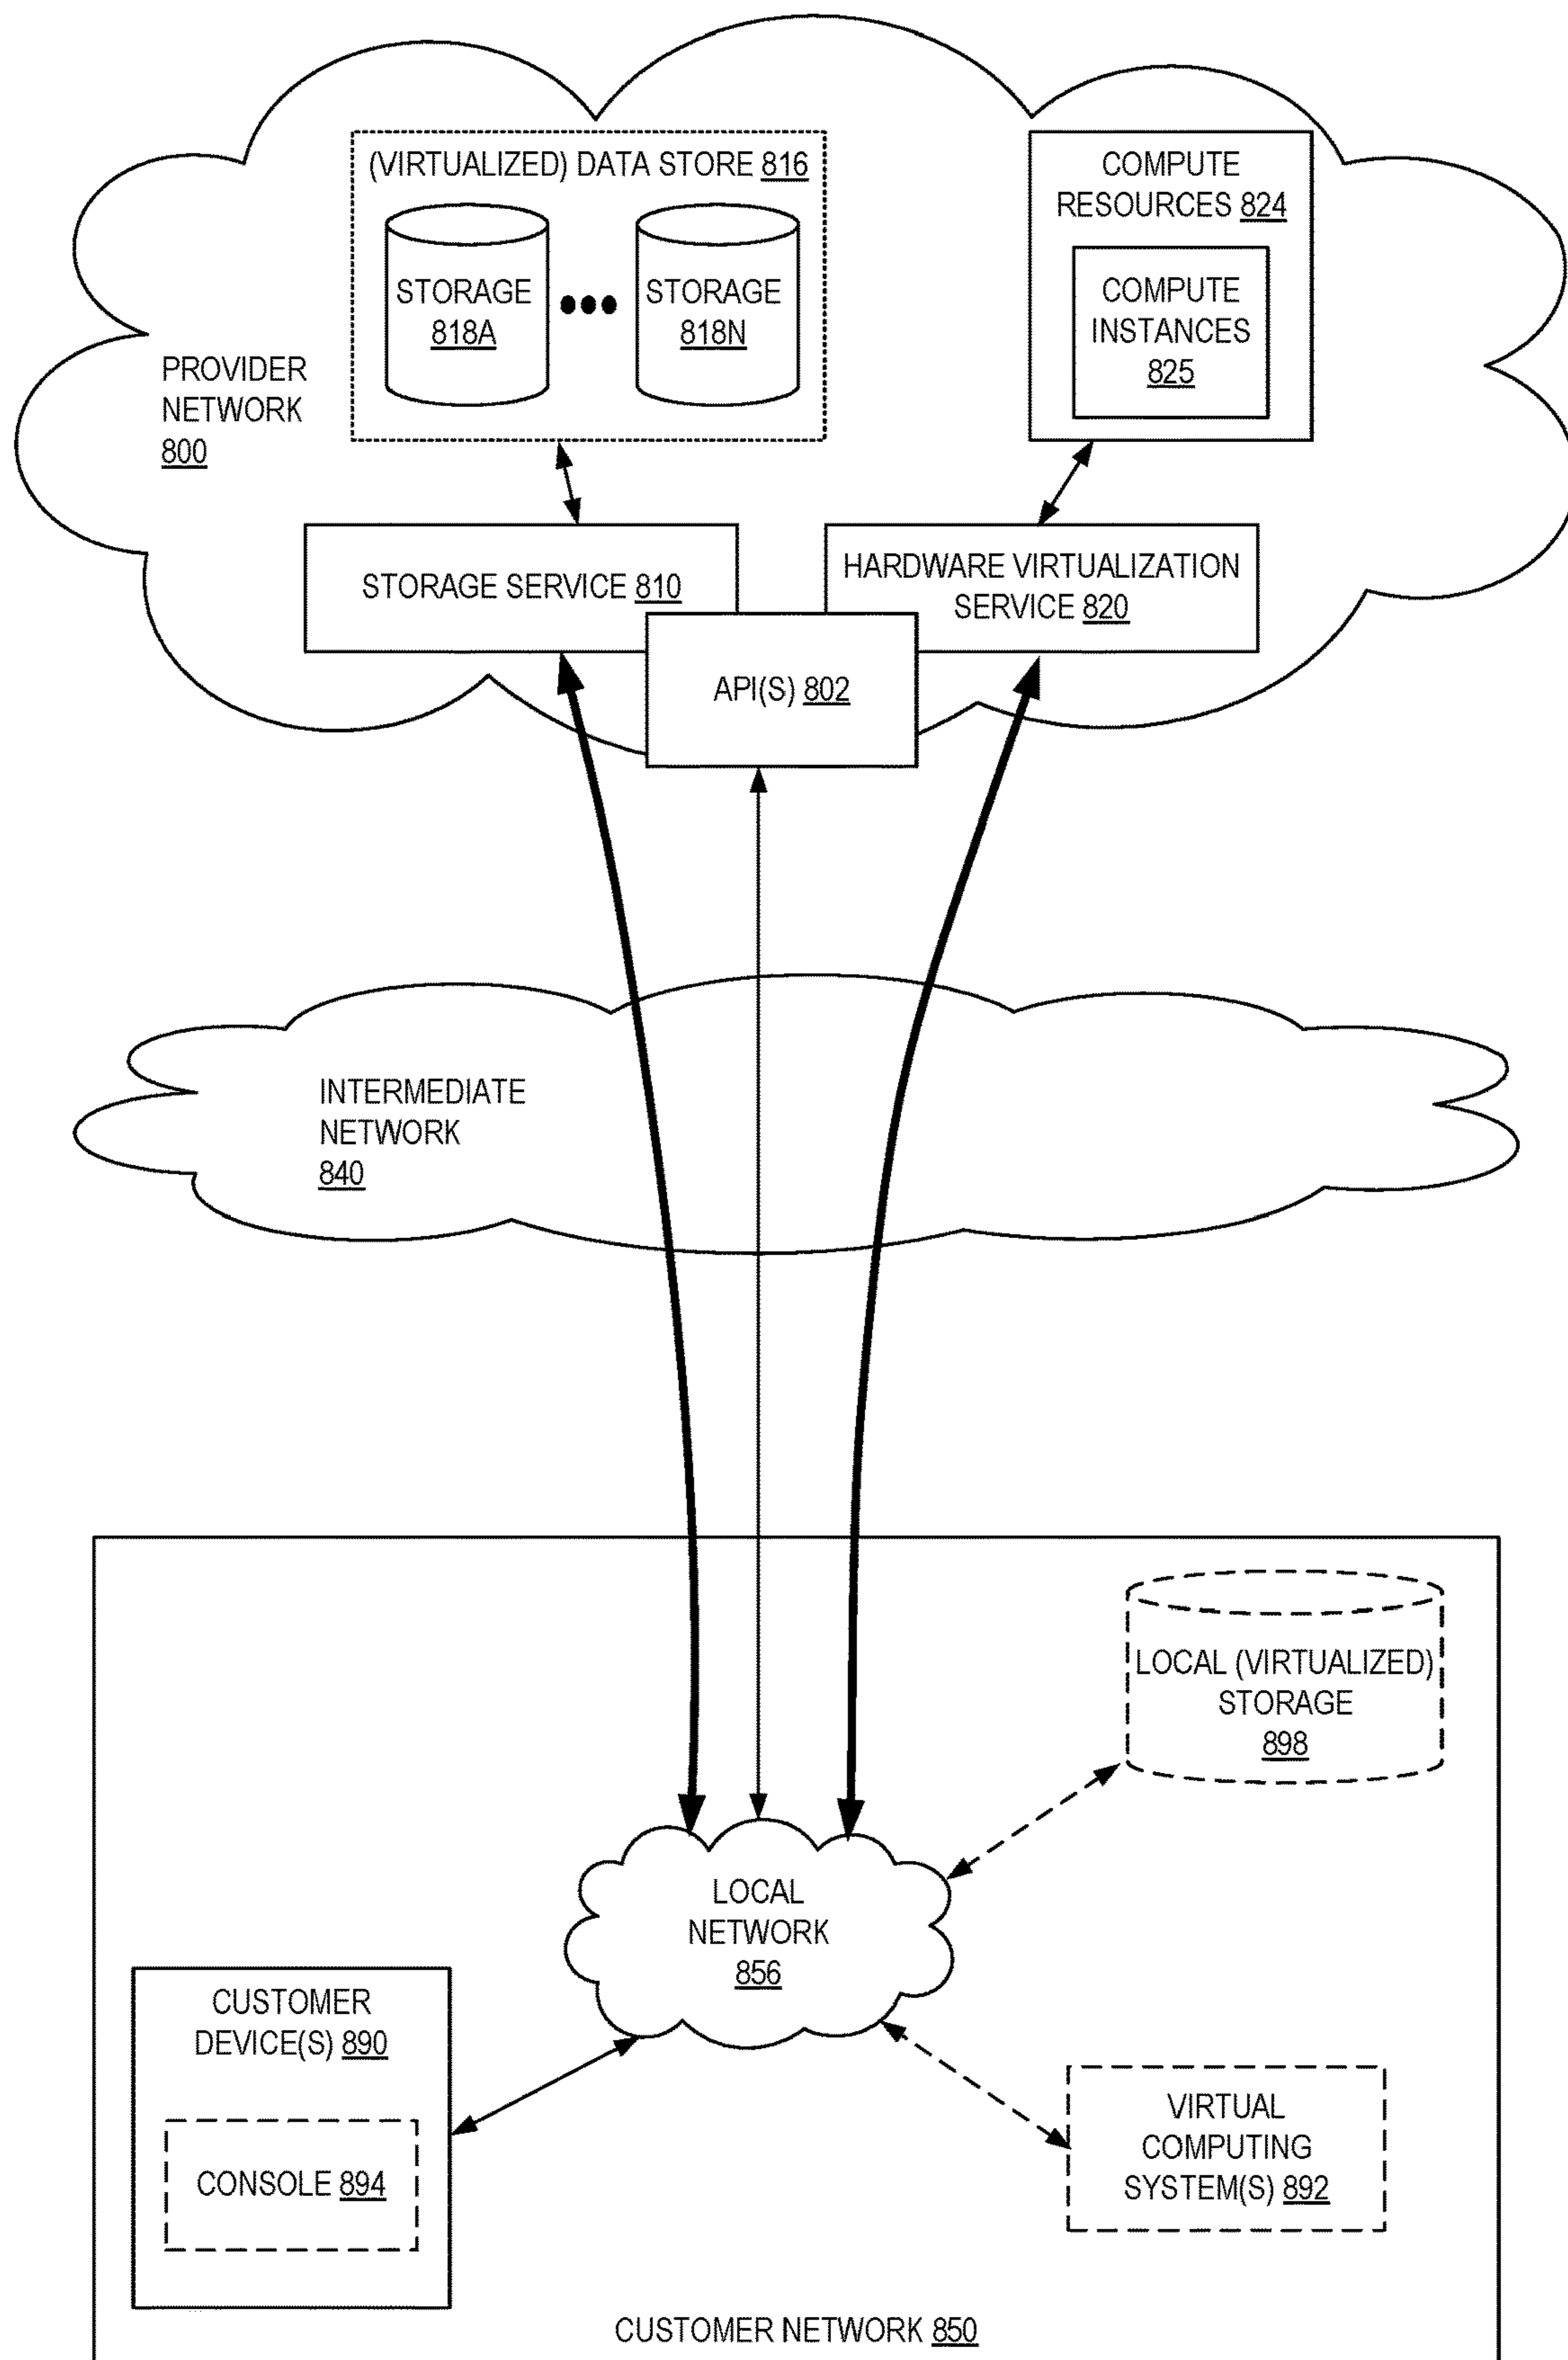 (VIRTUALIZED) DATA STORE 816
STORAGE
818A
STORAGE
818N
COMPUTE
RESOURCES 824
COMPUTE
INSTANCES
825
PROVIDER
NETWORK
800
STORAGE SERVICE 810
HARDWARE VIRTUALIZATION
SERVICE 820
API(S) 802
INTERMEDIATE
NETWORK
840
LOCAL (VIRTUALIZED)
STORAGE
898
LOCAL
NETWORK
856
CUSTOMER
DEVICE(S) 890
CONSOLE 894
VIRTUAL
COMPUTING
SYSTEM(S) 892
CUSTOMER NETWORK 850